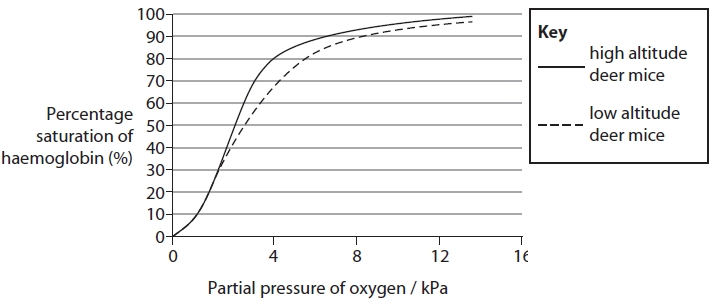 100
90
80
70
60
50
40
30
20
10
0
Percentage
saturation of
haemoglobin (%)
0 4 8 12 16
Partial pressure of oxygen / kPa
Key
high altitude
deer mice
low altitude
deer mice